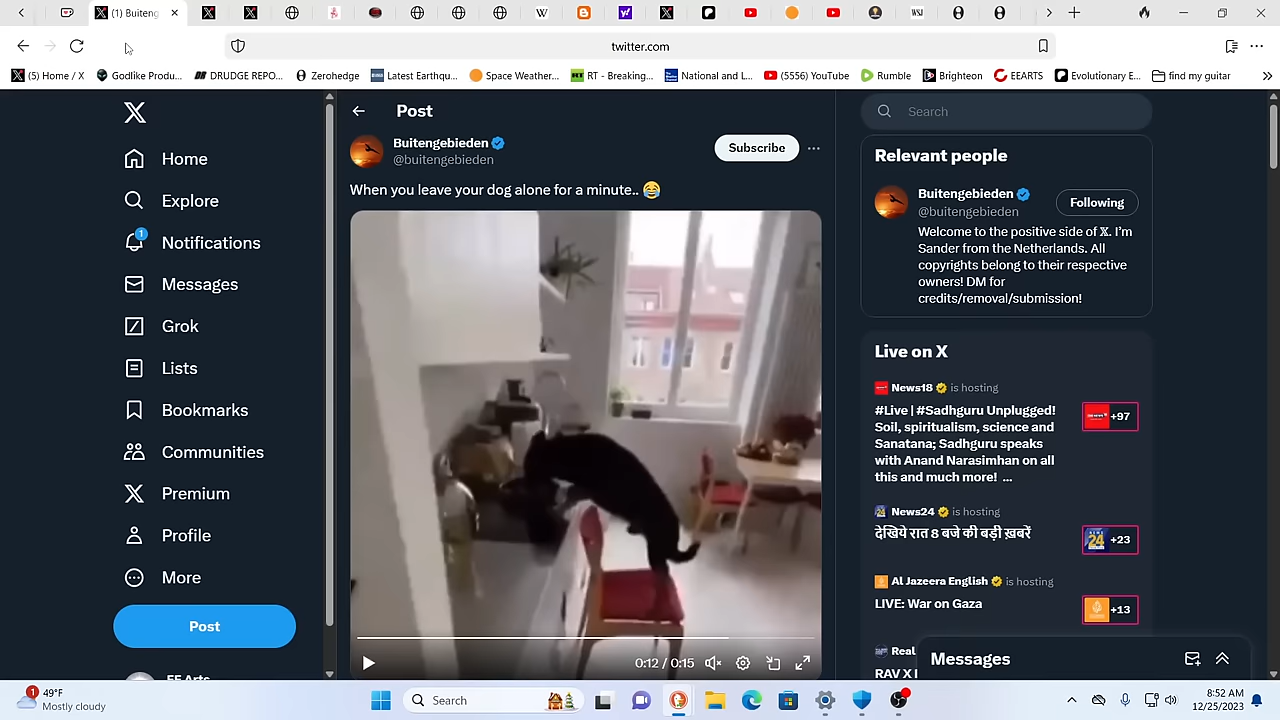 (1) Buiteng
twitter.com
(5) Home / X
Godlike Produ...
DRUDGE REPO...
Zerohedge
Latest Earthqu...
Space Weather...
RT - Breaking...
National and L...
(5556) YouTube
Rumble
Brighteon
EEARTS
Evolutionary E...
find my guitar
Home
Explore
1
Notifications
Messages
Grok
Lists
Bookmarks
Communities
Premium
Profile
More
Post
Post
Buitengebieden
@buitengebieden
Subscribe
When you leave your dog alone for a minute.. 😂
0:12 / 0:15
Search
Relevant people
Buitengebieden
@buitengebieden
Following
Welcome to the positive side of 𝕏. I'm
Sander from the Netherlands. All
copyrights belong to their respective
owners! DM for
credits/removal/submission!
Live on X
News18 is hosting
#Live | #Sadhguru Unplugged!
Soil, spiritualism, science and
Sanatana; Sadhguru speaks
with Anand Narasimhan on all
this and much more! ...
+97
News24 is hosting
देखिये रात 8 बजे की बड़ी ख़बरें
+23
Al Jazeera English is hosting
LIVE: War on Gaza
+13
Real
RAV X
Messages
1
49°F
Mostly cloudy
Search
8:52 AM
12/25/2023